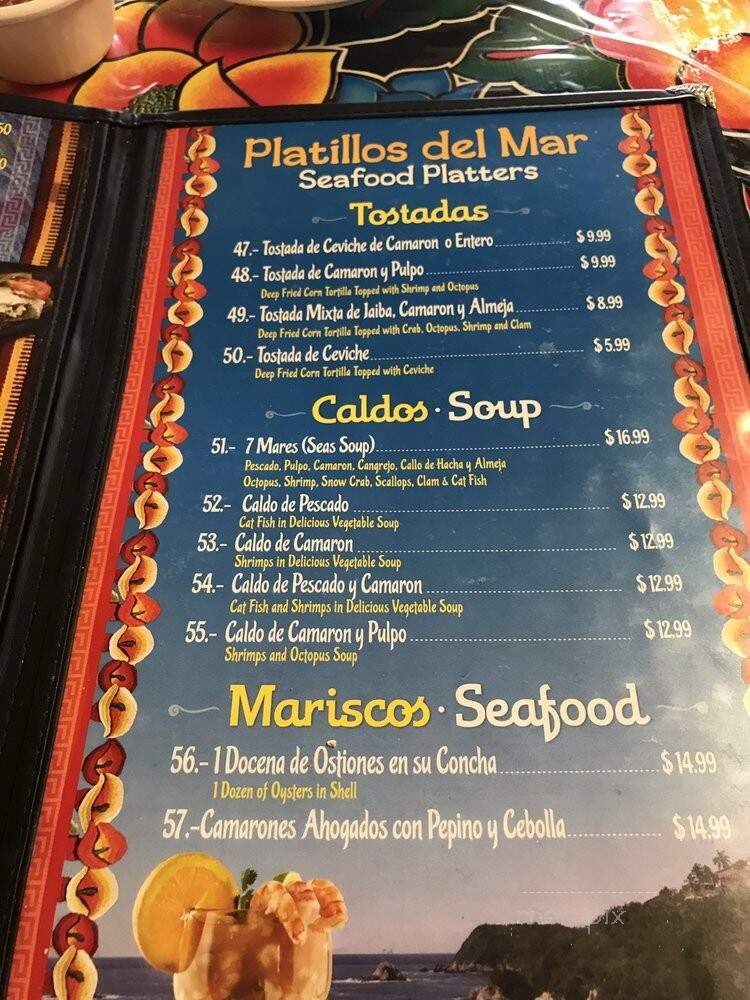 Platillos del Mar
Seafood Platters
Tostadas
47.- Tostada de Ceviche de Camaron o Entero $ 9.99
48.- Tostada de Camaron y Pulpo $ 9.99
Deep Fried Corn Tortilla Topped with Shrimp and Octopus
49.- Tostada Mixta de Jaiba, Camaron y Almeja $ 8.99
Deep Fried Corn Tortilla Topped with Crab, Octopus, Shrimp and Clam
50.- Tostada de Ceviche $ 5.99
Deep Fried Corn Tortilla Topped with Ceviche
Caldos · Soup
51.- 7 Mares (Seas Soup) $ 16.99
Pescado, Pulpo, Camaron, Cangrejo, Callo de Hacha y Almeja
Octopus, Shrimp, Snow Crab, Scallops, Clam & Cat Fish
52.- Caldo de Pescado $ 12.99
Cat Fish in Delicious Vegetable Soup
53.- Caldo de Camaron $ 12.99
Shrimps in Delicious Vegetable Soup
54.- Caldo de Pescado y Camaron $ 12.99
Cat Fish and Shrimps in Delicious Vegetable Soup
55.- Caldo de Camaron y Pulpo $ 12.99
Shrimps and Octopus Soup
Mariscos · Seafood
56.- 1 Docena de Ostiones en su Concha $ 14.99
1 Dozen of Oysters in Shell
57.-Camarones Ahogados con Pepino y Cebolla $ 14.99